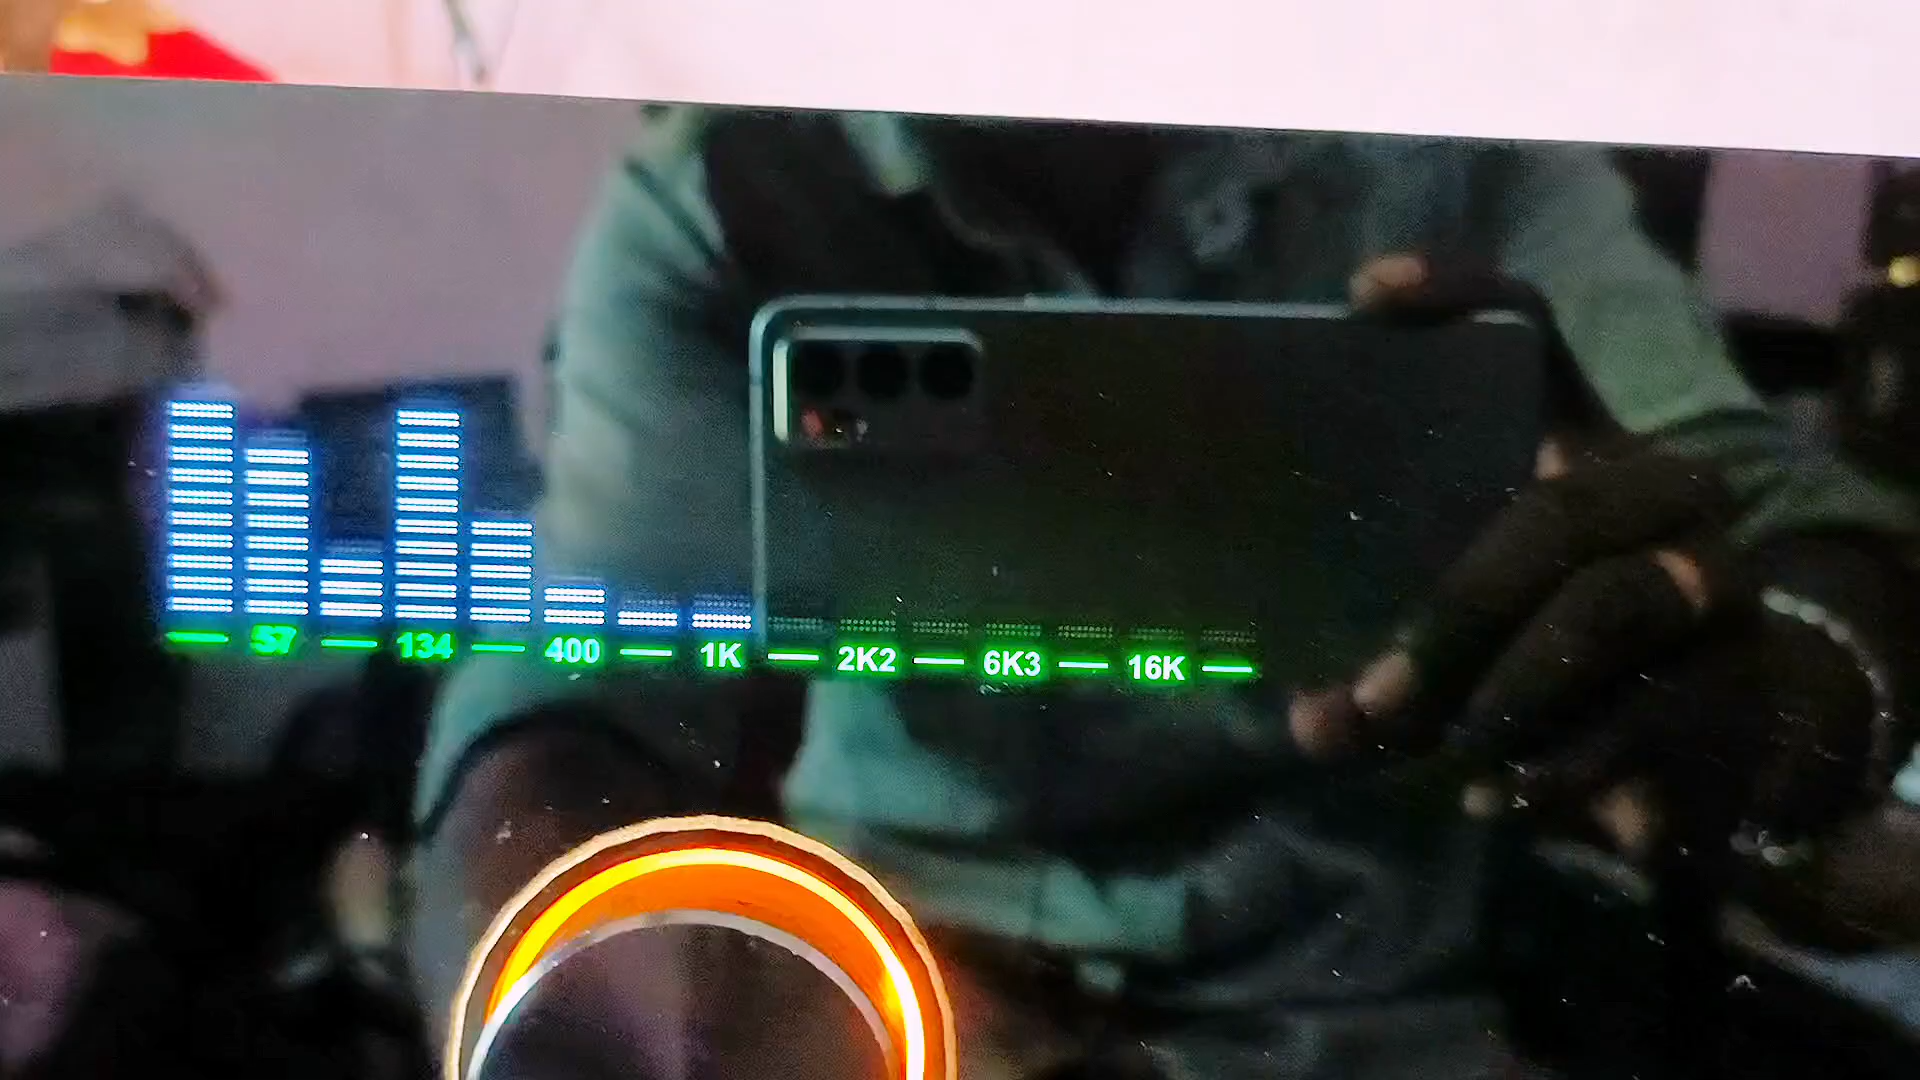 — 57 — 134 — 400 — 1K — 2K2 — 6K3 — 16K —